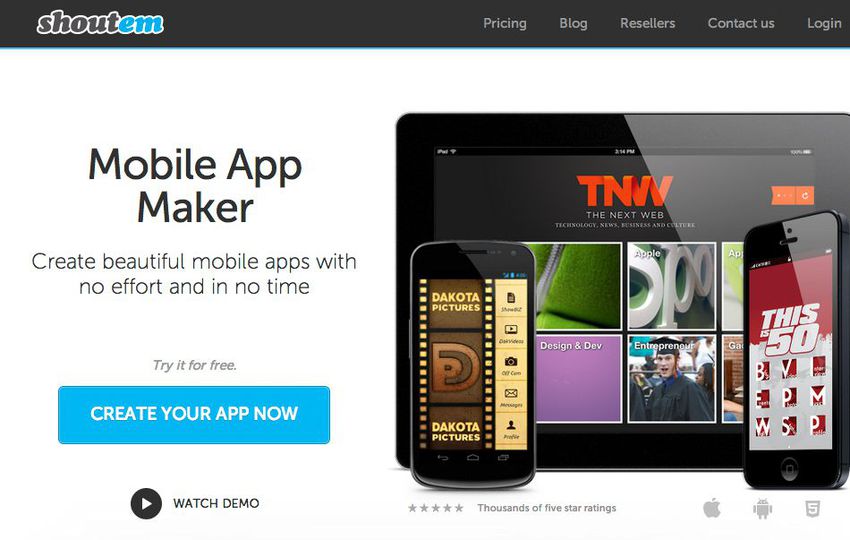 shoutem
Pricing
Blog
Resellers
Contact us
Login
Mobile App
Maker
Create beautiful mobile apps with
no effort and in no time
Try it for free.
CREATE YOUR APP NOW
WATCH DEMO
iPad
3:14 PM
100%
TNW
THE NEXT WEB
TECHNOLOGY, NEWS, BUSINESS AND CULTURE
Apple
Design & Dev
Entrepreneur
DAKOTA
PICTURES
D
DAKOTA
PICTURES
ShowBIZ
DakVideos
Off Cam
Messages
Profile
THIS
IS 50
B V
E P M
W S P
Thousands of five star ratings
5